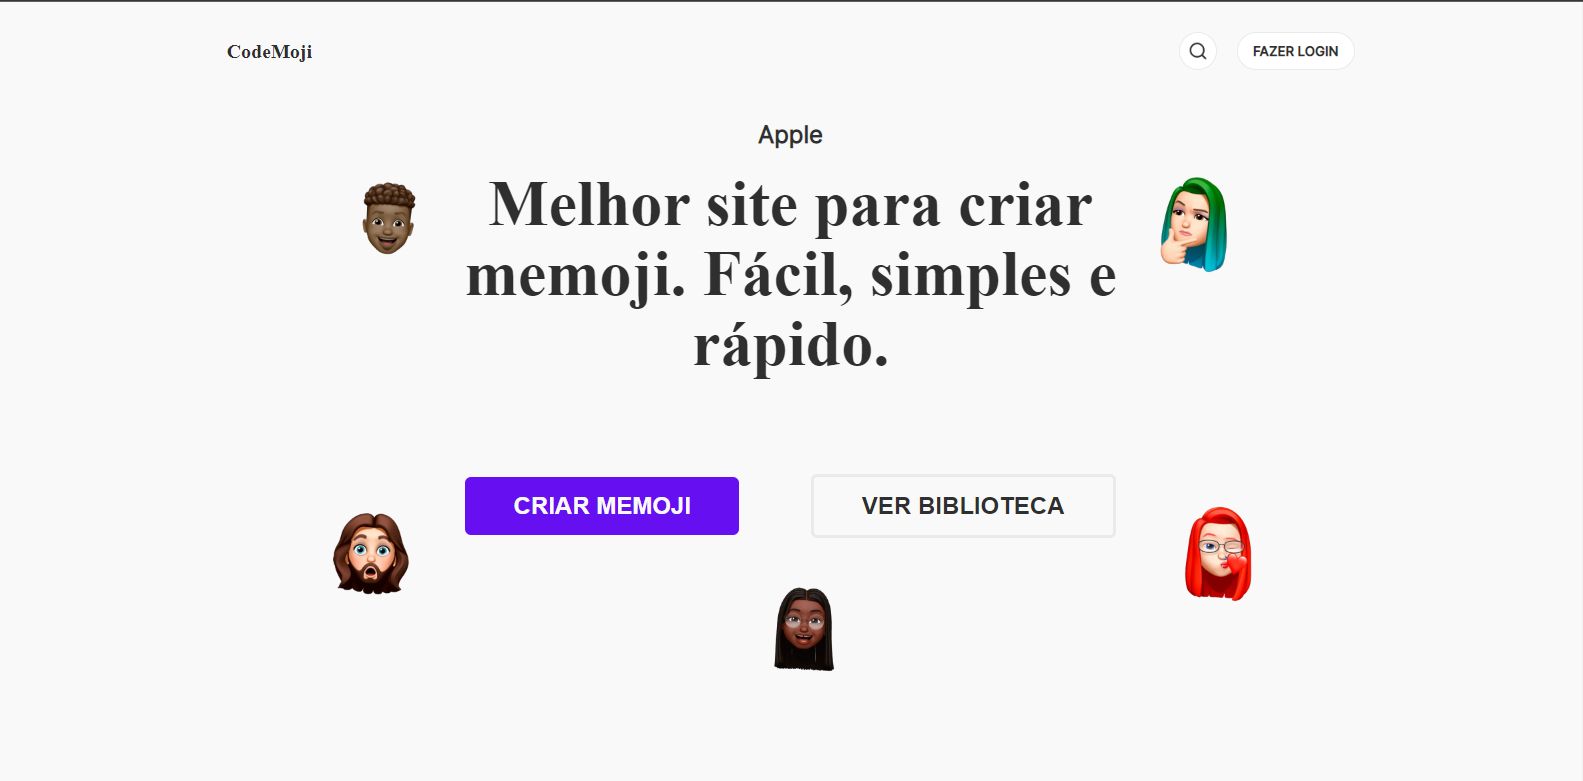 CodeMoji
FAZER LOGIN
Apple
Melhor site para criar
memoji. Fácil, simples e
rápido.
CRIAR MEMOJI
VER BIBLIOTECA